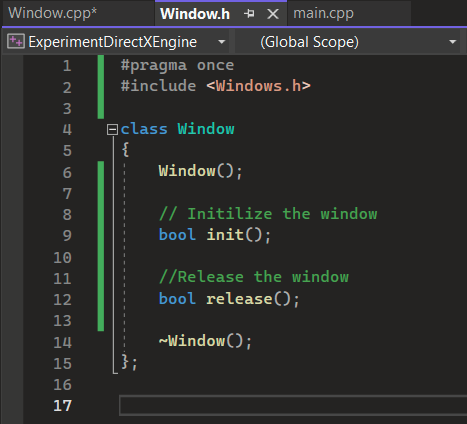 Window.cpp* Window.h main.cpp
ExperimentDirectXEngine (Global Scope)
1 #pragma once
2 #include <Windows.h>
3
4 class Window
5 {
6 Window();
7
8 // Initilize the window
9 bool init();
10
11 //Release the window
12 bool release();
13
14 ~Window();
15 };
16
17